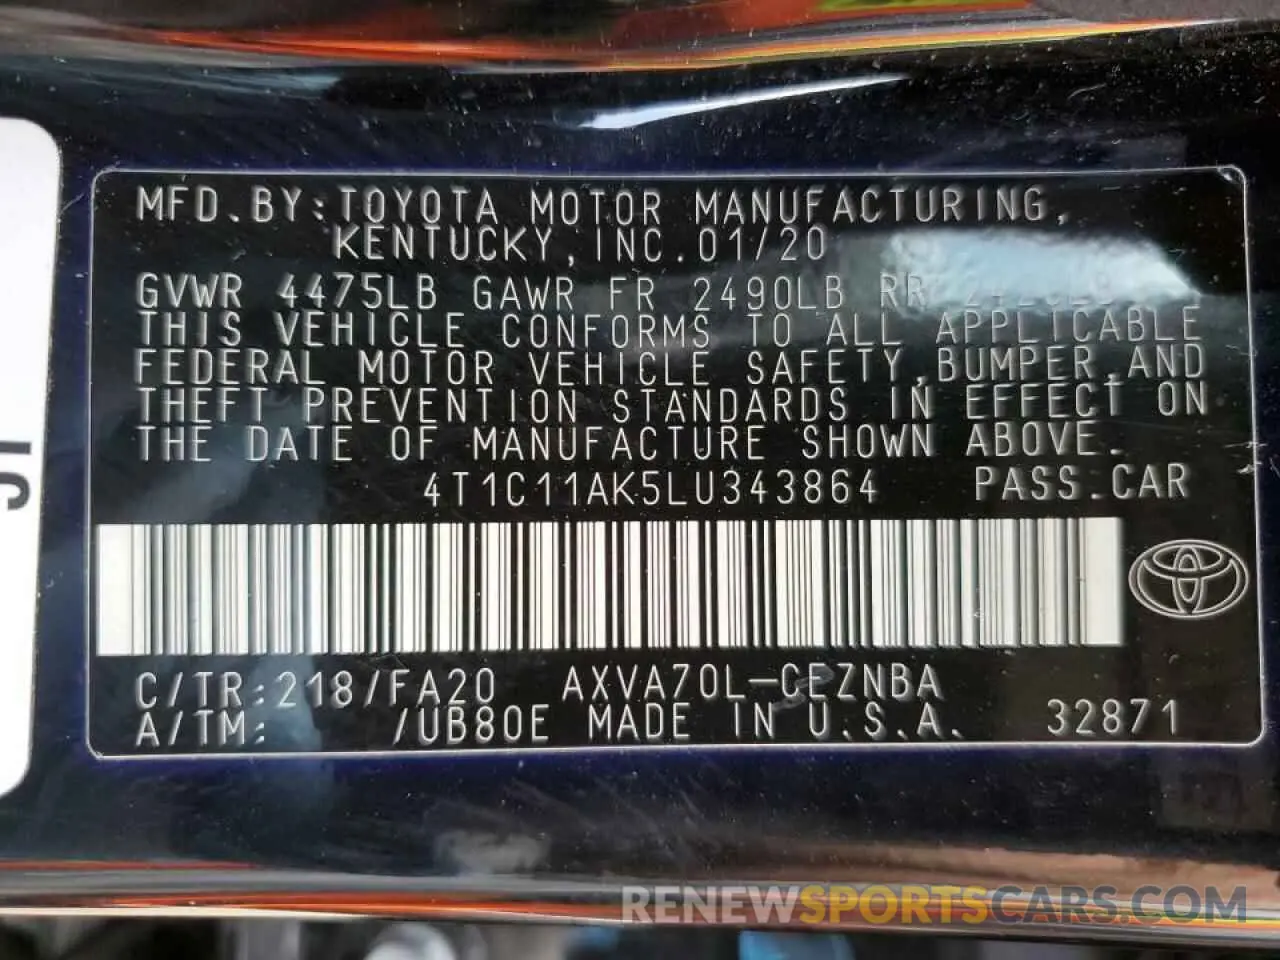 MFD.BY:TOYOTA MOTOR MANUFACTURING,
KENTUCKY,INC.01/20
GVWR 4475LB GAWR FR 2490LB RR
THIS VEHICLE CONFORMS TO ALL APPLICABLE
FEDERAL MOTOR VEHICLE SAFETY,BUMPER,AND
THEFT PREVENTION STANDARDS IN EFFECT ON
THE DATE OF MANUFACTURE SHOWN ABOVE.
4T1C11AK5LU343864 PASS.CAR
C/TR:218/FA20 AXVA70L-CEZNBA
A/TM: /UB80E MADE IN U.S.A. 32871
RENEWSPORTSCARS.COM